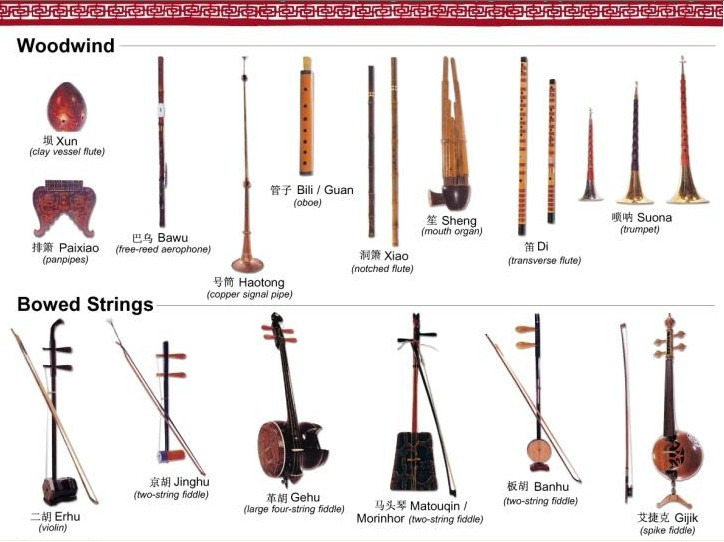 Woodwind
埙 Xun
(clay vessel flute)
排箫 Paixiao
(panpipes)
巴乌 Bawu
(free-reed aerophone)
号筒 Haotong
(copper signal pipe)
管子 Bili / Guan
(oboe)
洞箫 Xiao
(notched flute)
笙 Sheng
(mouth organ)
笛 Di
(transverse flute)
唢呐 Suona
(trumpet)
Bowed Strings
二胡 Erhu
(violin)
京胡 Jinghu
(two-string fiddle)
革胡 Gehu
(large four-string fiddle)
马头琴 Matouqin /
Morinhor (two-string fiddle)
板胡 Banhu
(two-string fiddle)
艾捷克 Gijik
(spike fiddle)